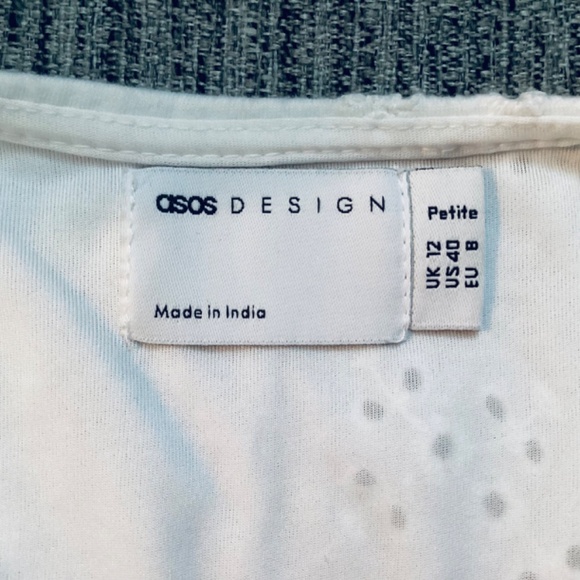 asos DESIGN
Made in India
Petite
UK 12
US 40
EU 8